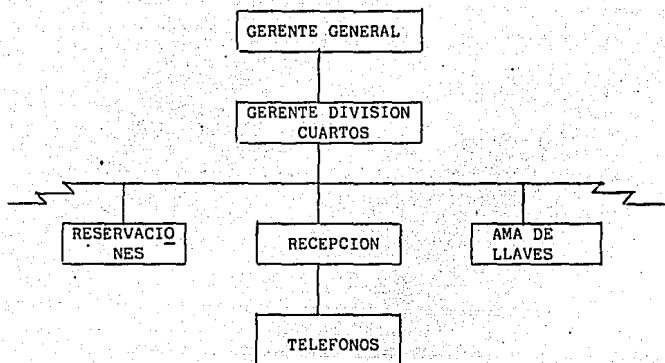 GERENTE GENERAL
GERENTE DIVISION
CUARTOS
RESERVACIO
NES
RECEPCION
AMA DE
LLAVES
TELEFONOS